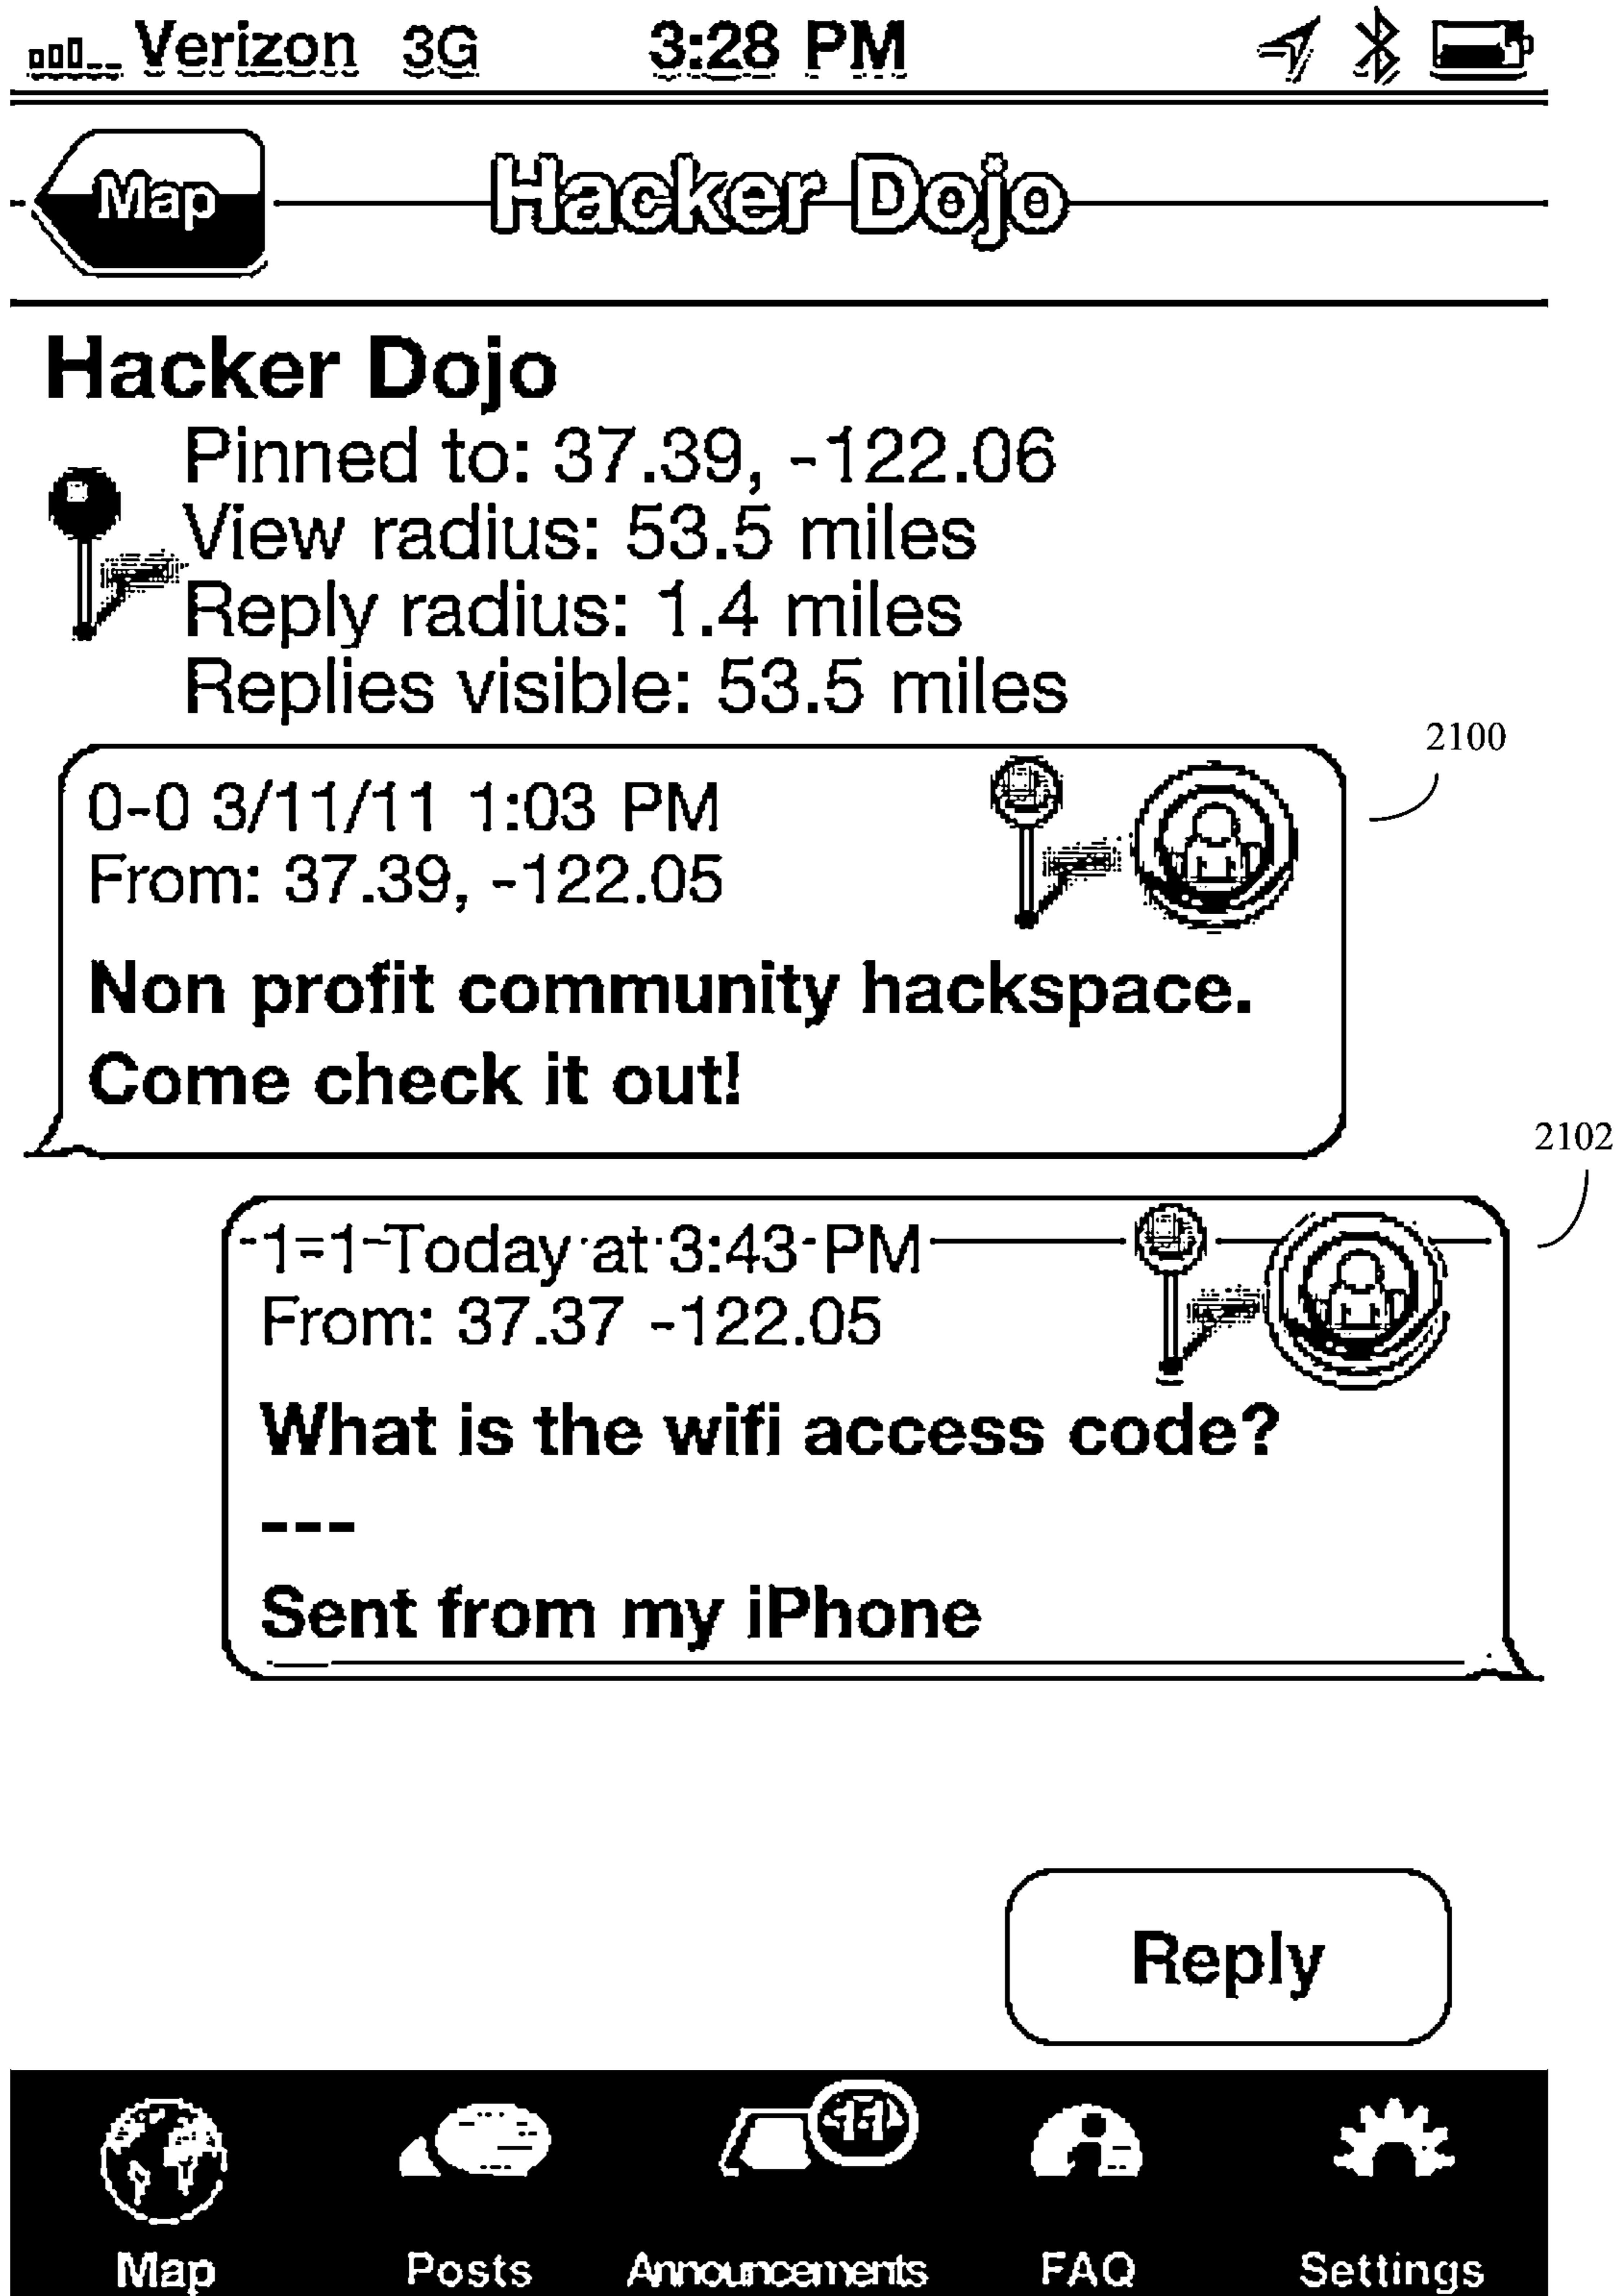 Verizon 3G 3:28 PM
Map Hacker Dojo
Hacker Dojo
Pinned to: 37.39, -122.06
View radius: 53.5 miles
Reply radius: 1.4 miles
Replies visible: 53.5 miles
2100
0-0 3/11/11 1:03 PM
From: 37.39, -122.05
Non profit community hackspace.
Come check it out!
2102
1=1 Today at 3:43 PM
From: 37.37 -122.05
What is the wifi access code?
---
Sent from my iPhone
Reply
11
Map Posts Announcements FAQ Settings